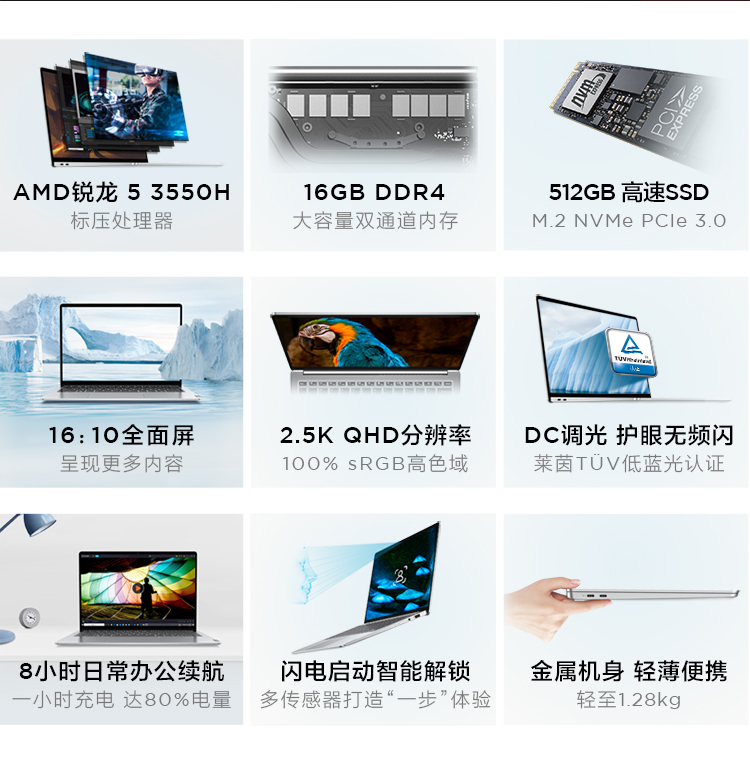 nvm
EXPRESS
PCI
EXPRESS
AMD锐龙 5 3550H
标压处理器
16GB DDR4
大容量双通道内存
512GB 高速SSD
M.2 NVMe PCIe 3.0
TÜVRheinland
16:10全面屏
呈现更多内容
2.5K QHD分辨率
100% sRGB高色域
DC调光 护眼无频闪
莱茵TÜV低蓝光认证
8小时日常办公续航
一小时充电 达80%电量
闪电启动智能解锁
多传感器打造“一步”体验
金属机身 轻薄便携
轻至1.28kg